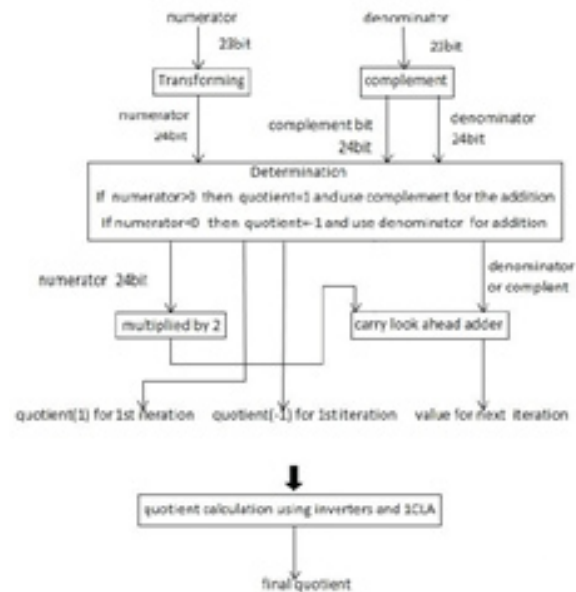 numerator
denominator
23bit
23bit
Transforming
complement
numerator
24bit
complement bit
24bit
denominator
24bit
Determination
If numerator>0 then quotient=1 and use complement for the addition
If numerator<0 then quotient=-1 and use denominator for addition
numerator 24bit
denominator
or complient
multiplied by 2
carry look ahead adder
quotient(1) for 1st iteration
quotient(-1) for 1st iteration
value for next iteration
quotient calculation using inverters and 1CLA
final quotient